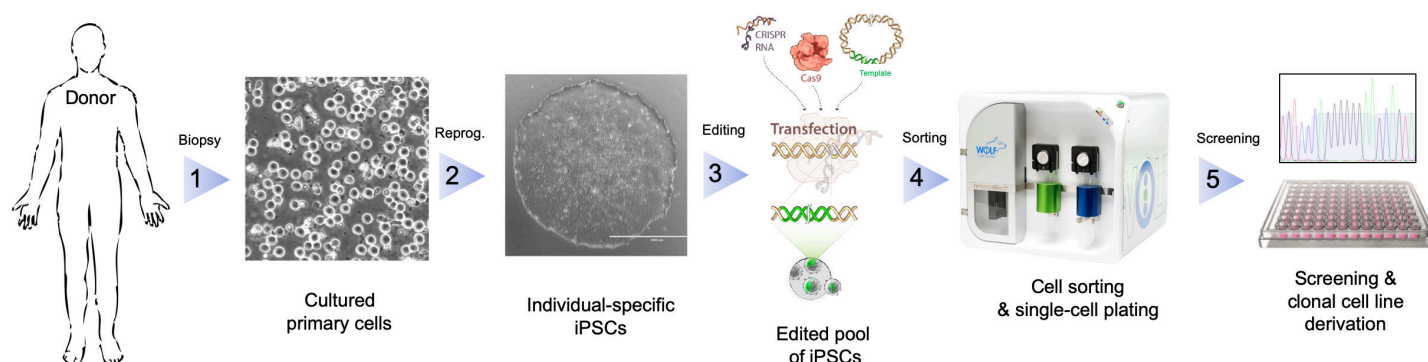 Donor
Biopsy
1
Cultured
primary cells
Reprog.
2
Individual-specific
iPSCs
Editing
3
CRISPR
RNA
Cas9
Template
Transfection
Edited pool
of iPSCs
Sorting
4
WOLF
Cell sorting
& single-cell plating
Screening
5
Screening &
clonal cell line
derivation